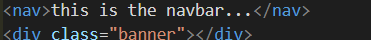 <nav>this is the navbar...</nav>
<div class="banner"></div>